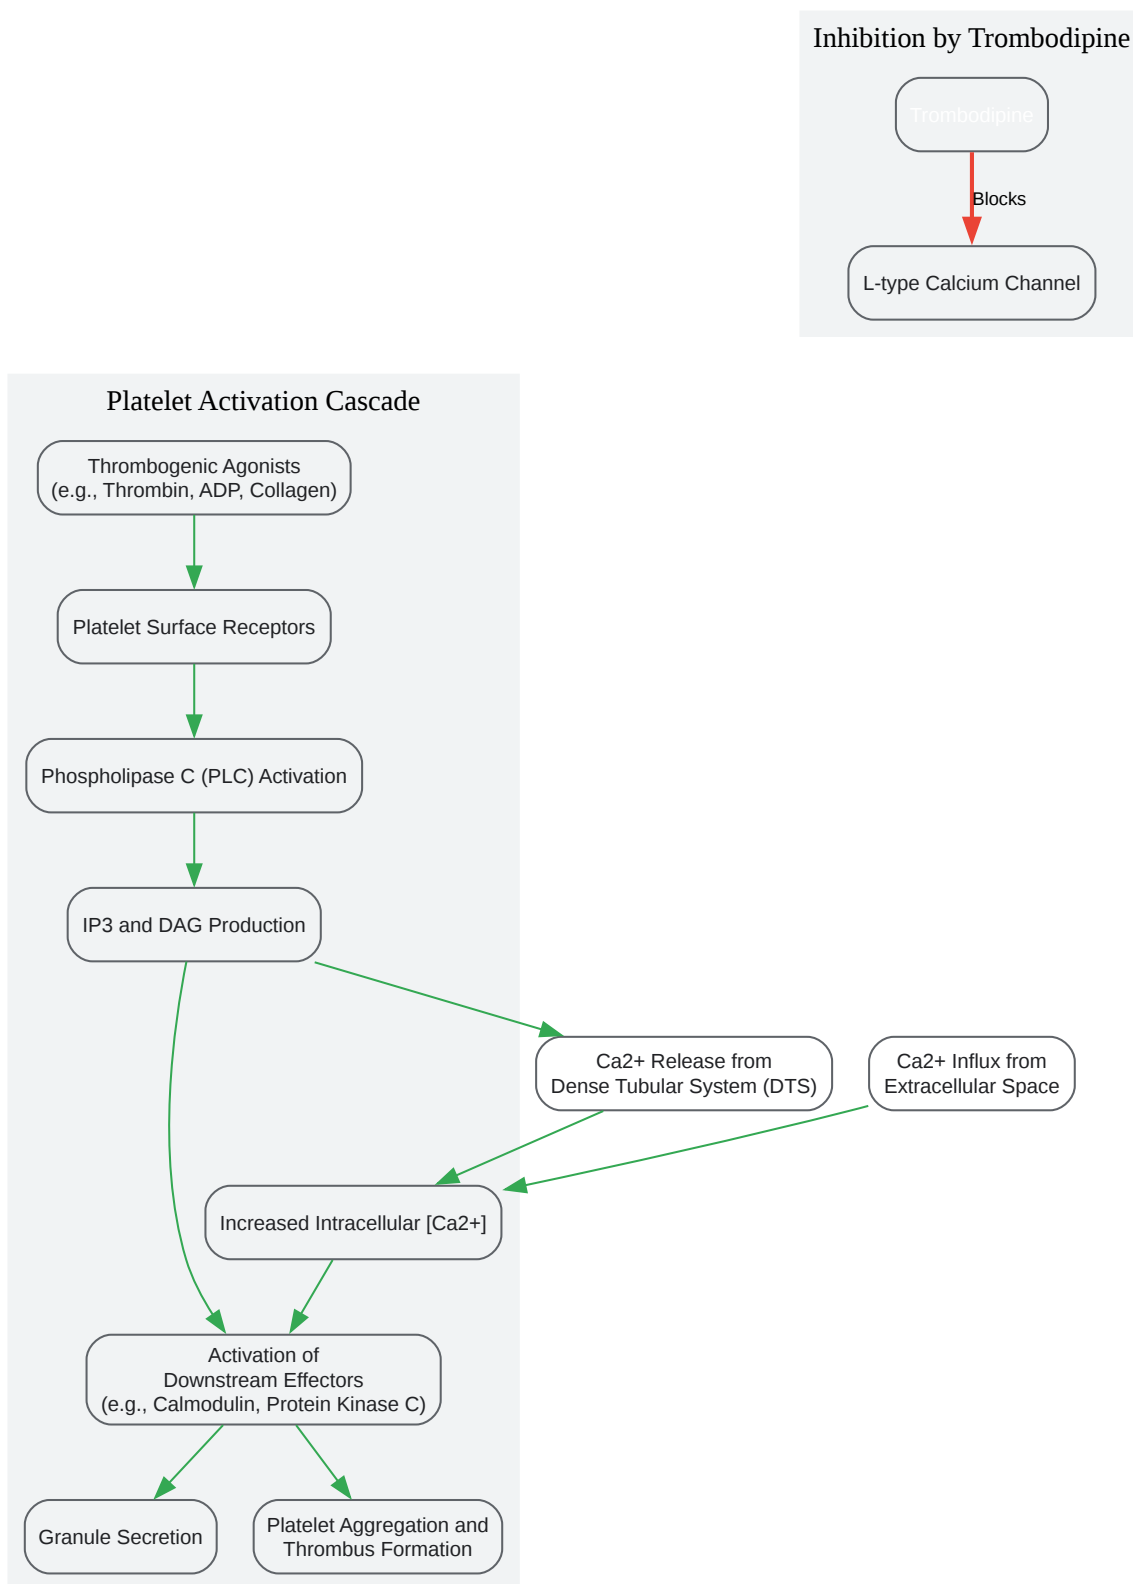 Inhibition by Trombodipine
Trombodipine
Blocks
L-type Calcium Channel
Platelet Activation Cascade
Thrombogenic Agonists
(e.g., Thrombin, ADP, Collagen)
Platelet Surface Receptors
Phospholipase C (PLC) Activation
IP3 and DAG Production
Ca2+ Release from
Dense Tubular System (DTS)
Ca2+ Influx from
Extracellular Space
Increased Intracellular [Ca2+]
Activation of
Downstream Effectors
(e.g., Calmodulin, Protein Kinase C)
Granule Secretion
Platelet Aggregation and
Thrombus Formation